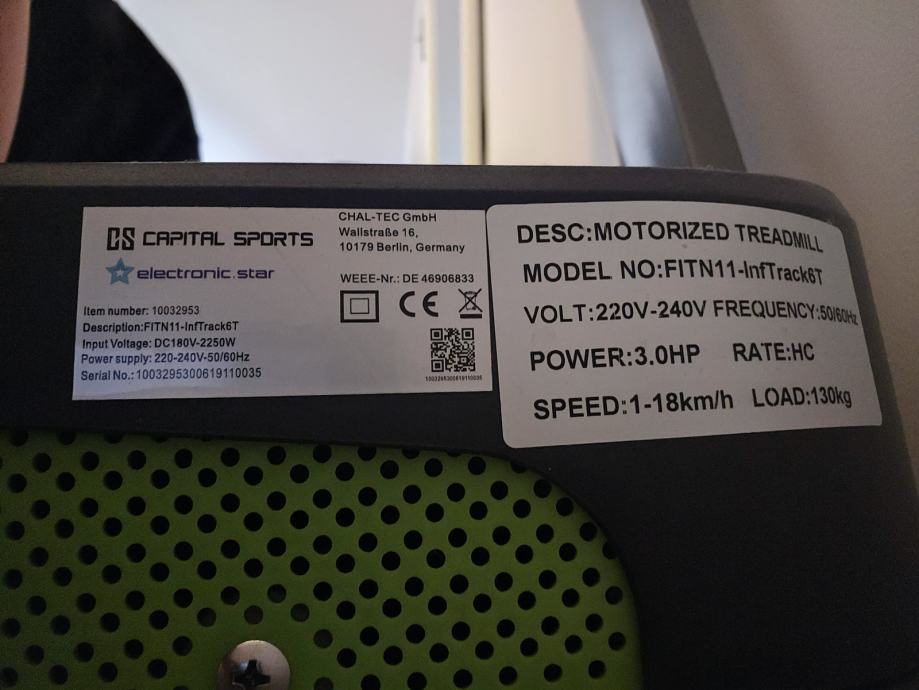 CS CAPITAL SPORTS
electronic.star
Item number: 10032953
Description:FITN11-InfTrack6T
Input Voltage: DC180V-2250W
Power supply: 220-240V-50/60Hz
Serial No.:1003295300619110035
CHAL-TEC GmbH
Wallstraße 16,
10179 Berlin, Germany
WEEE-Nr.: DE 46906833
CE
1003295300619110035
DESC:MOTORIZED TREADMILL
MODEL NO:FITN11-InfTrack6T
VOLT:220V-240V FREQUENCY:50/60Hz
POWER:3.0HP RATE:HC
SPEED:1-18km/h LOAD:130kg